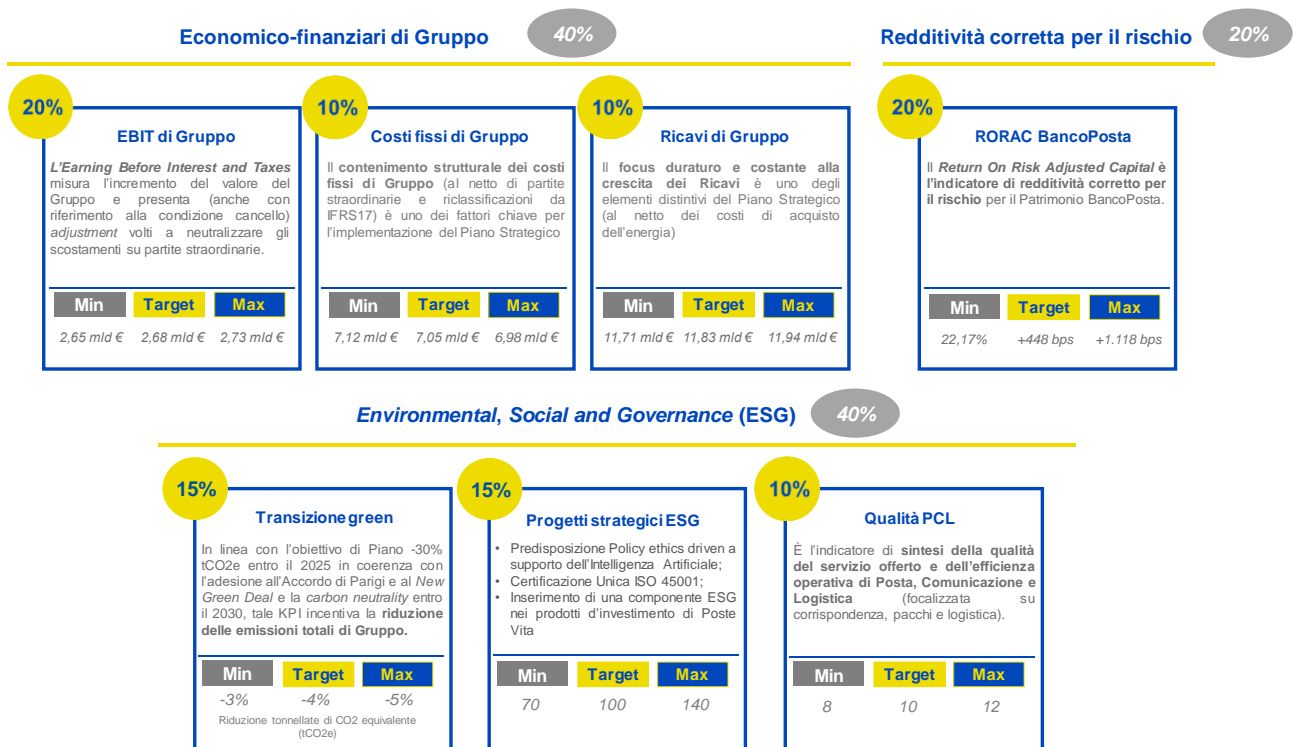 Economico-finanziari di Gruppo 40%
Redditività corretta per il rischio 20%
20%
EBIT di Gruppo
L’Earning Before Interest and Taxes
misura l’incremento del valore del
Gruppo e presenta (anche con
riferimento alla condizione cancello)
adjustment volti a neutralizzare gli
scostamenti su partite straordinarie.
Min Target Max
2,65 mld € 2,68 mld € 2,73 mld €
10%
Costi fissi di Gruppo
Il contenimento strutturale dei costi
fissi di Gruppo (al netto di partite
straordinarie e riclassificazioni da
IFRS17) è uno dei fattori chiave per
l’implementazione del Piano Strategico
Min Target Max
7,12 mld € 7,05 mld € 6,98 mld €
10%
Ricavi di Gruppo
Il focus duraturo e costante alla
crescita dei Ricavi è uno degli
elementi distintivi del Piano Strategico
(al netto dei costi di acquisto
dell’energia)
Min Target Max
11,71 mld € 11,83 mld € 11,94 mld €
20%
RORAC BancoPosta
Il Return On Risk Adjusted Capital è
l’indicatore di redditività corretto per
il rischio per il Patrimonio BancoPosta.
Min Target Max
22,17% +448 bps +1.118 bps
Environmental, Social and Governance (ESG) 40%
15%
Transizione green
In linea con l’obiettivo di Piano -30%
tCO2e entro il 2025 in coerenza con
l’adesione all’Accordo di Parigi e al New
Green Deal e la carbon neutrality entro
il 2030, tale KPI incentiva la riduzione
delle emissioni totali di Gruppo.
Min Target Max
-3% -4% -5%
Riduzione tonnellate di CO2 equivalente
(tCO2e)
15%
Progetti strategici ESG
• Predisposizione Policy ethics driven a
supporto dell’Intelligenza Artificiale;
• Certificazione Unica ISO 45001;
• Inserimento di una componente ESG
nei prodotti d’investimento di Poste
Vita
Min Target Max
70 100 140
10%
Qualità PCL
È l’indicatore di sintesi della qualità
del servizio offerto e dell’efficienza
operativa di Posta, Comunicazione e
Logistica (focalizzata su
corrispondenza, pacchi e logistica).
Min Target Max
8 10 12